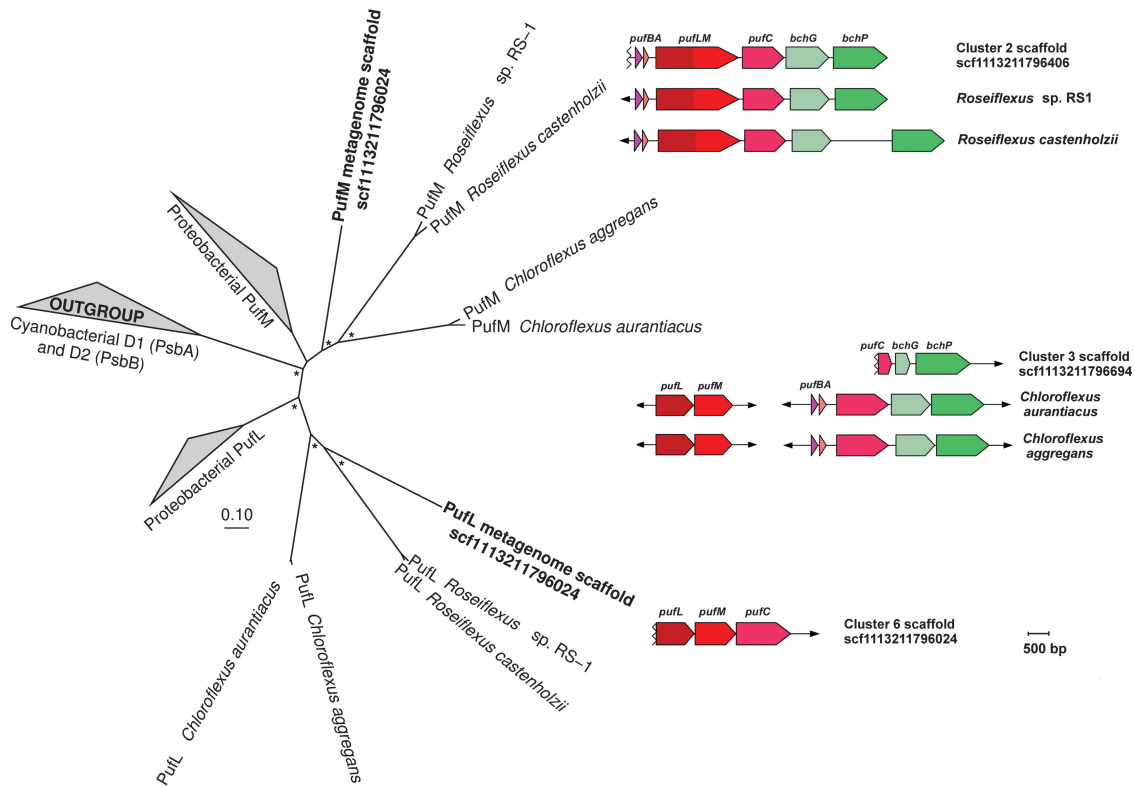 PufM metagenome scaffold
scf1113211796024
PufM Roseiflexus sp. RS–1
PufM Roseiflexus castenholzii
PufM Chloroflexus aggregans
PufM Chloroflexus aurantiacus
Proteobacterial PufM
OUTGROUP
Cyanobacterial D1 (PsbA)
and D2 (PsbB)
Proteobacterial PufL
0.10
PufL metagenome scaffold
scf1113211796024
PufL Roseiflexus sp. RS–1
PufL Roseiflexus castenholzii
PufL Chloroflexus aggregans
PufL Chloroflexus aurantiacus
* * * * * *
pufBA pufLM pufC bchG bchP
Cluster 2 scaffold
scf1113211796406
Roseiflexus sp. RS1
Roseiflexus castenholzii
pufC bchG bchP
Cluster 3 scaffold
scf1113211796694
pufL pufM pufBA
Chloroflexus
aurantiacus
Chloroflexus
aggregans
pufL pufM pufC
Cluster 6 scaffold
scf1113211796024
500 bp